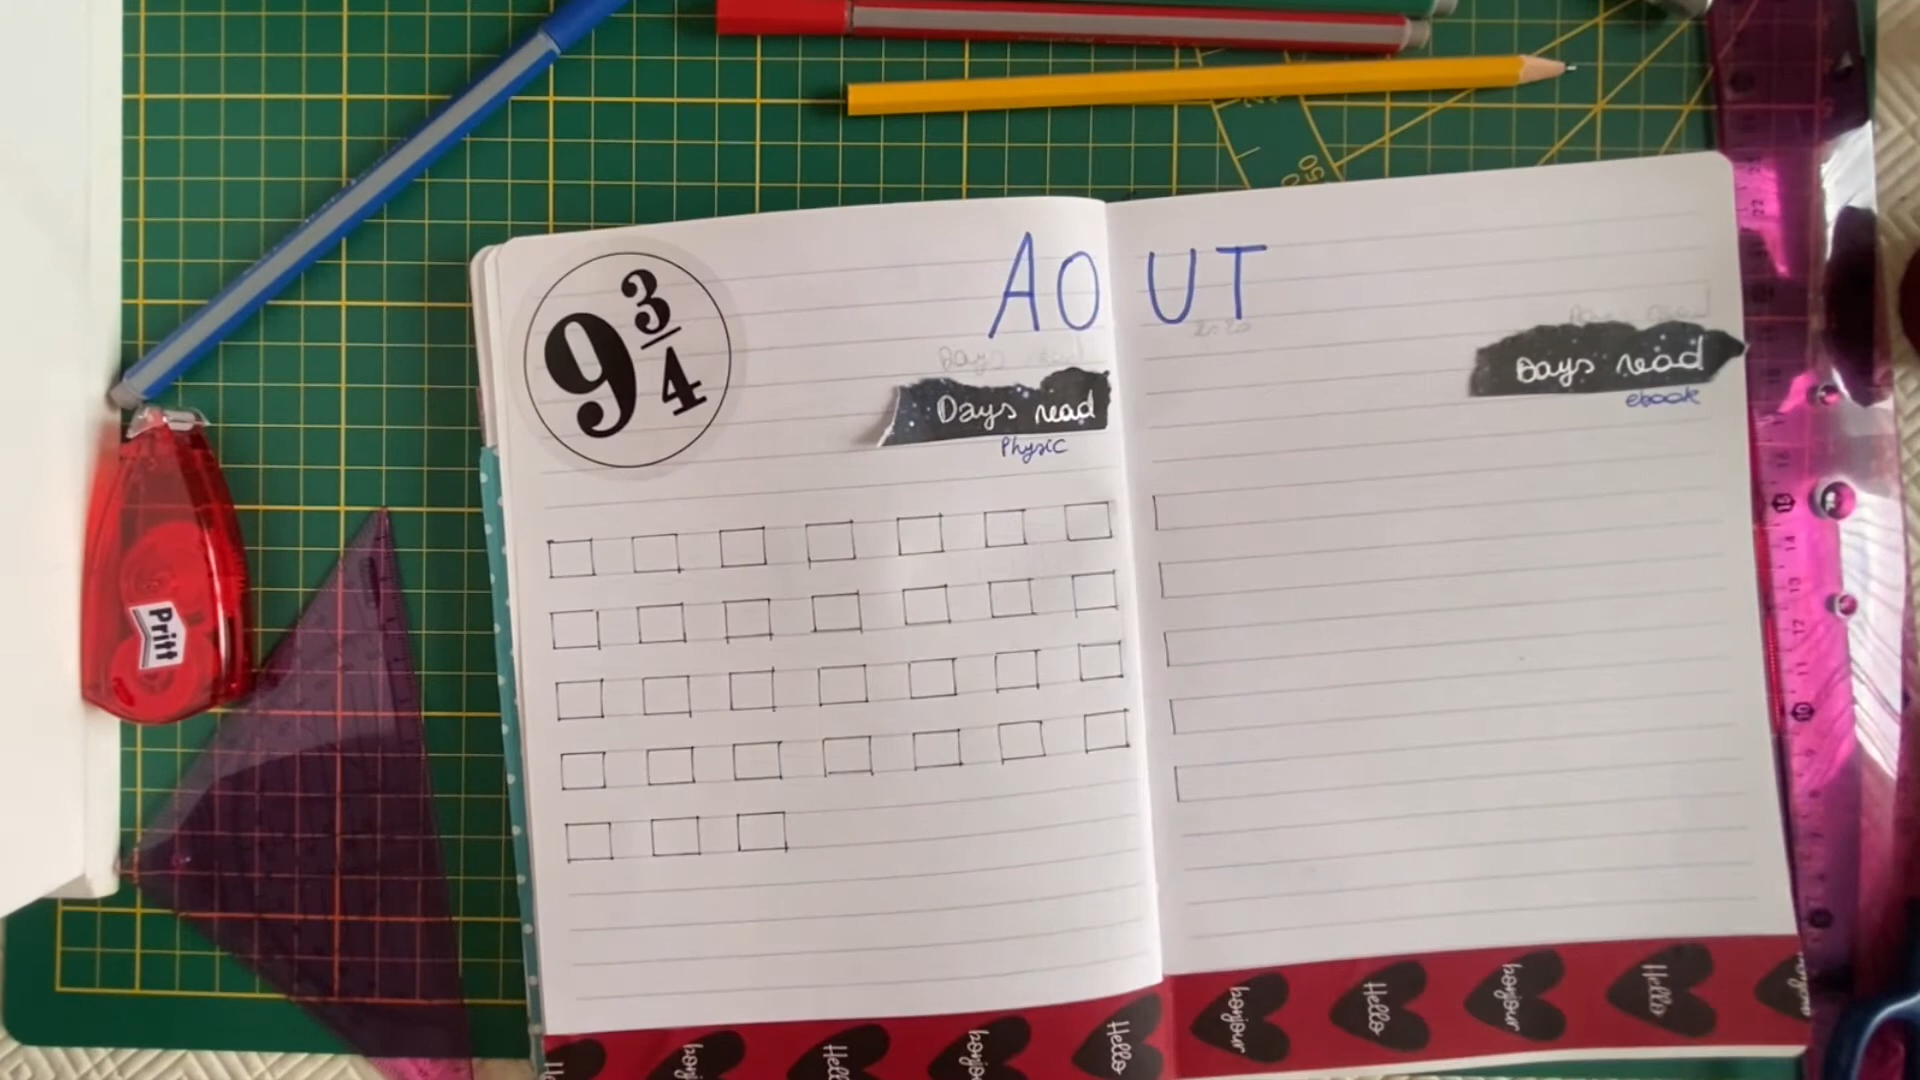 9 3/4
AOUT
Days read
Physic
Days read
ebook
Pritt
bonjour
Hello
bonjour
Hello
Hello
bonjour
Hello